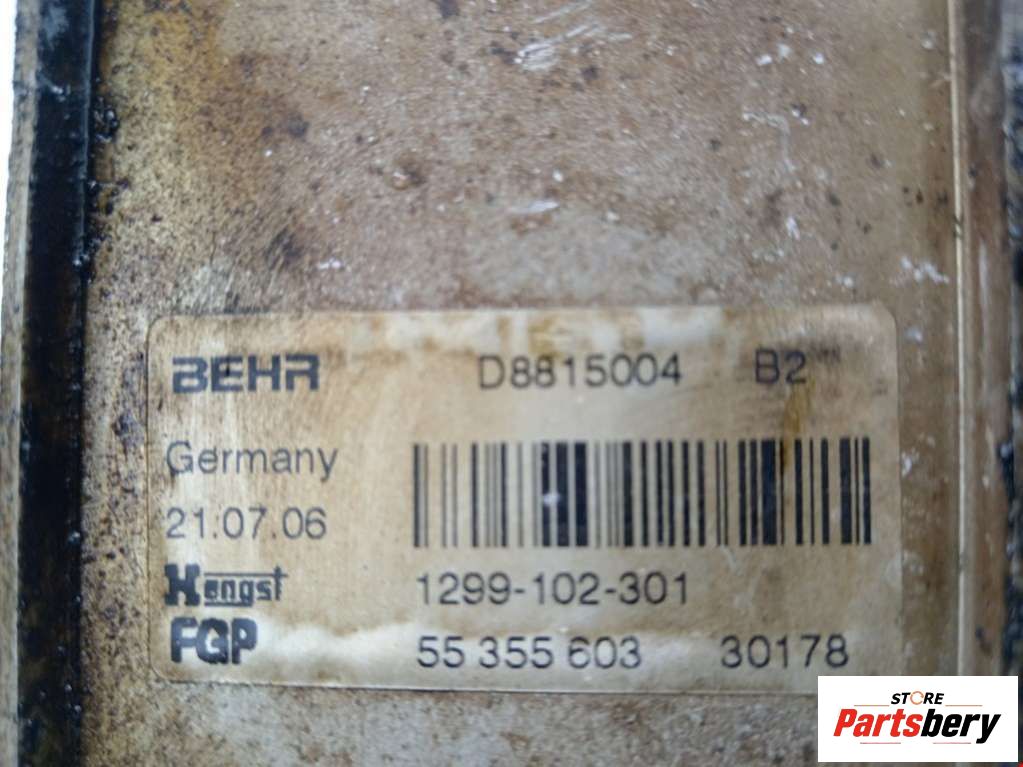 BEHR D8815004 B2
Germany
21.07.06
Hengst 1299-102-301
FGP 55 355 603 30178
STORE
Partsbery